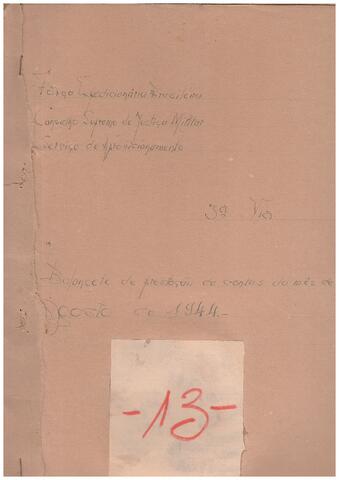 Fôrça Expedicionária Brasileira
Conselho Supremo de Justiça Militar
Serviço de Aprovisionamento
3ª Via
Balancete de prestação de contas do mês de
Agosto de 1944.-
-13-